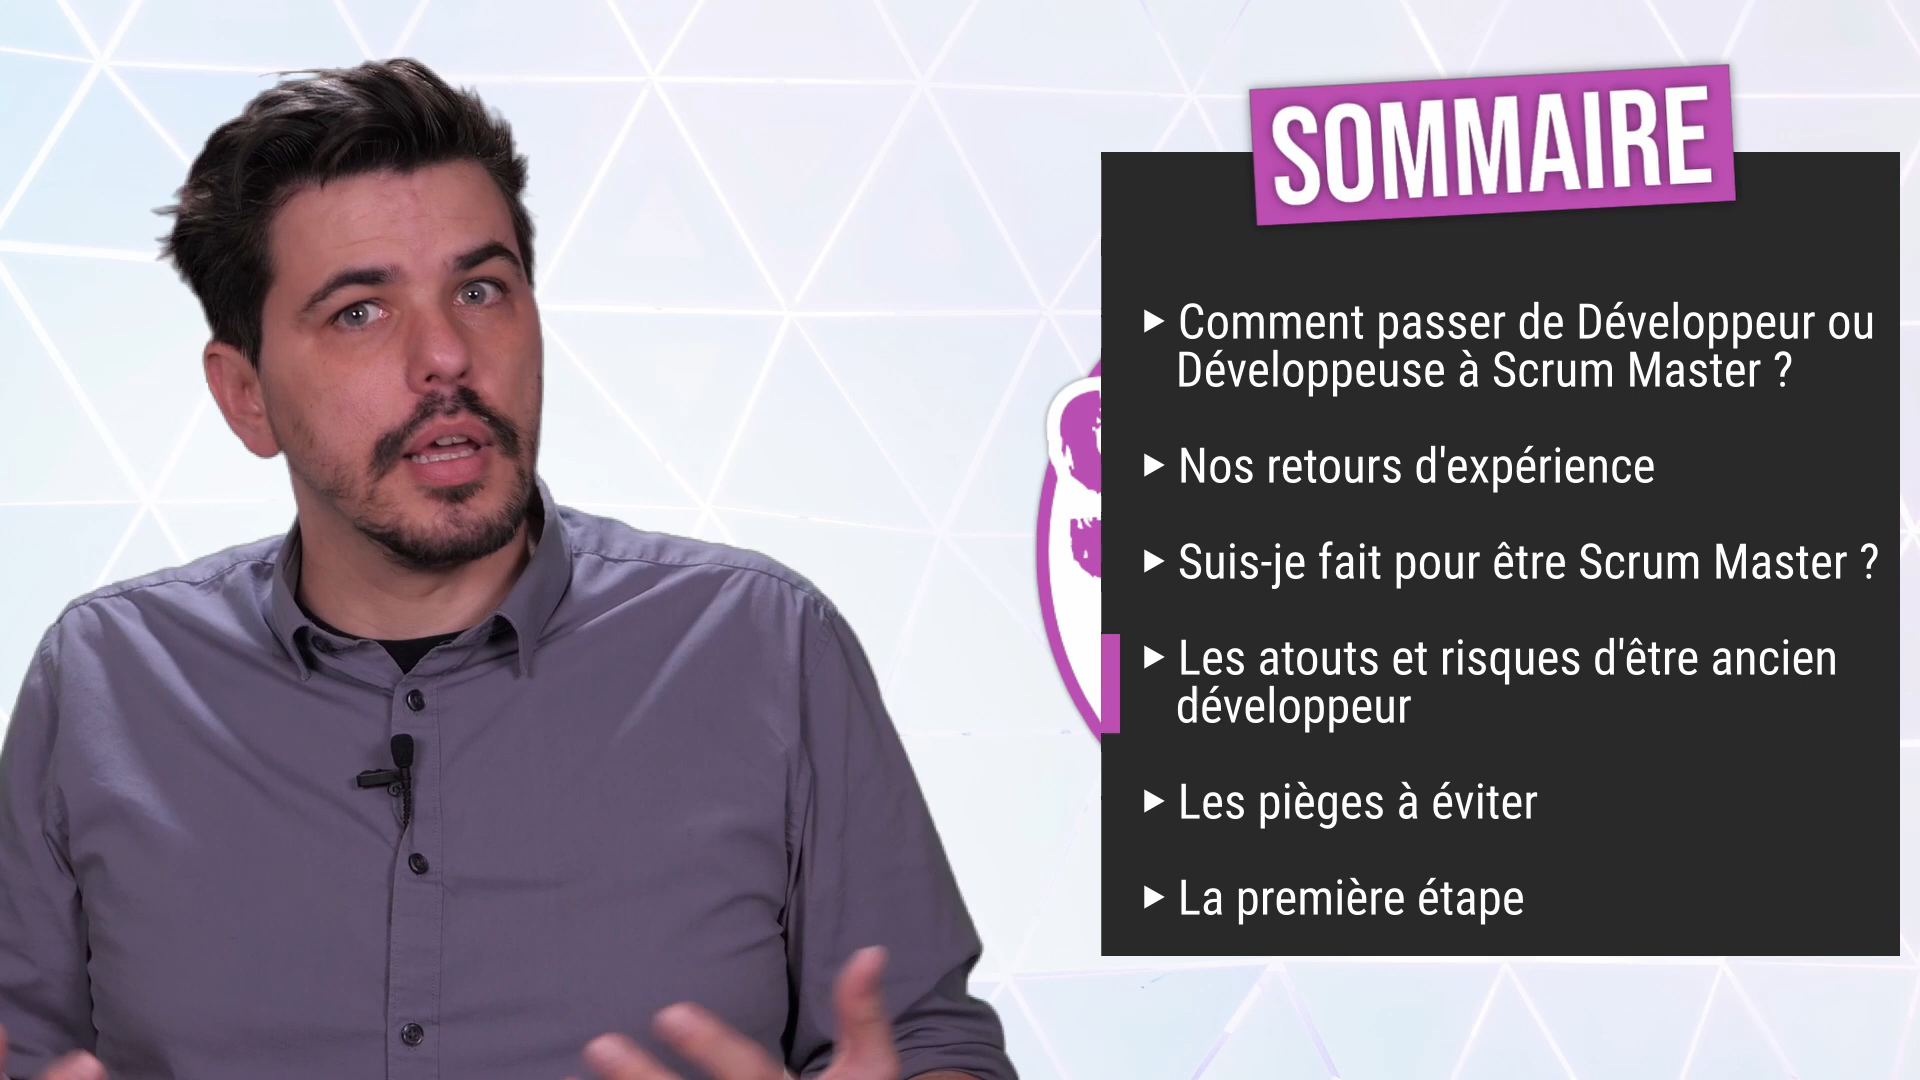 SOMMAIRE
▶ Comment passer de Développeur ou
Développeuse à Scrum Master ?
▶ Nos retours d'expérience
▶ Suis-je fait pour être Scrum Master ?
▶ Les atouts et risques d'être ancien
développeur
▶ Les pièges à éviter
▶ La première étape